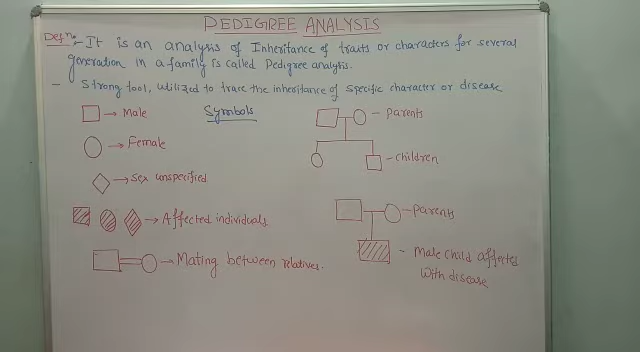 PEDIGREE ANALYSIS
Defn:- It is an analysis of Inheritance of traits or characters for several
generation in a family is called Pedigree analysis.
- Strong tool, utilized to trace the inheritance of specific character or disease
Symbols
→ Male
→ Female
→ Sex unspecified
→ Affected individuals
→ Mating between relatives.
- parents
- children
- parents
- Male child affectes
with disease